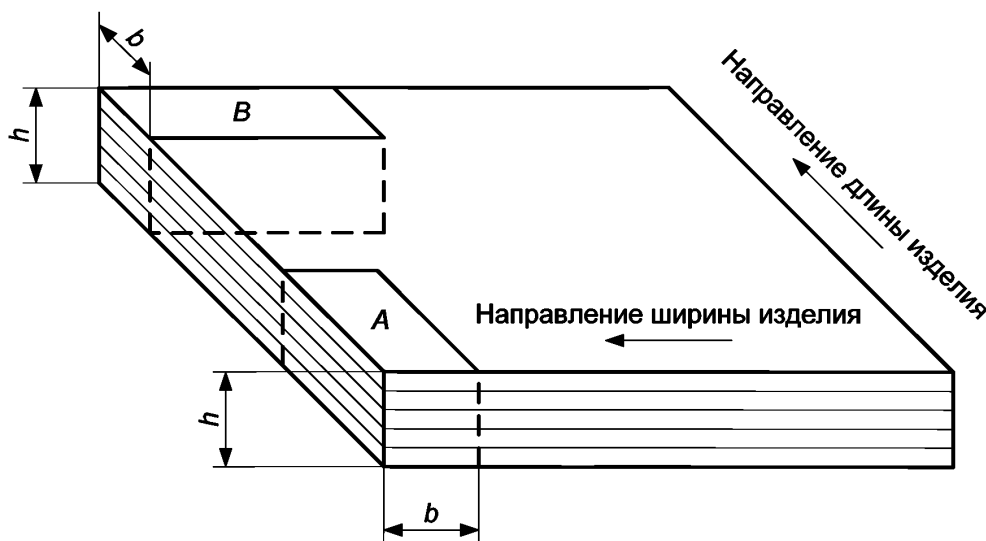 b
B
h
Направление длины изделия
A
Направление ширины изделия
h
b